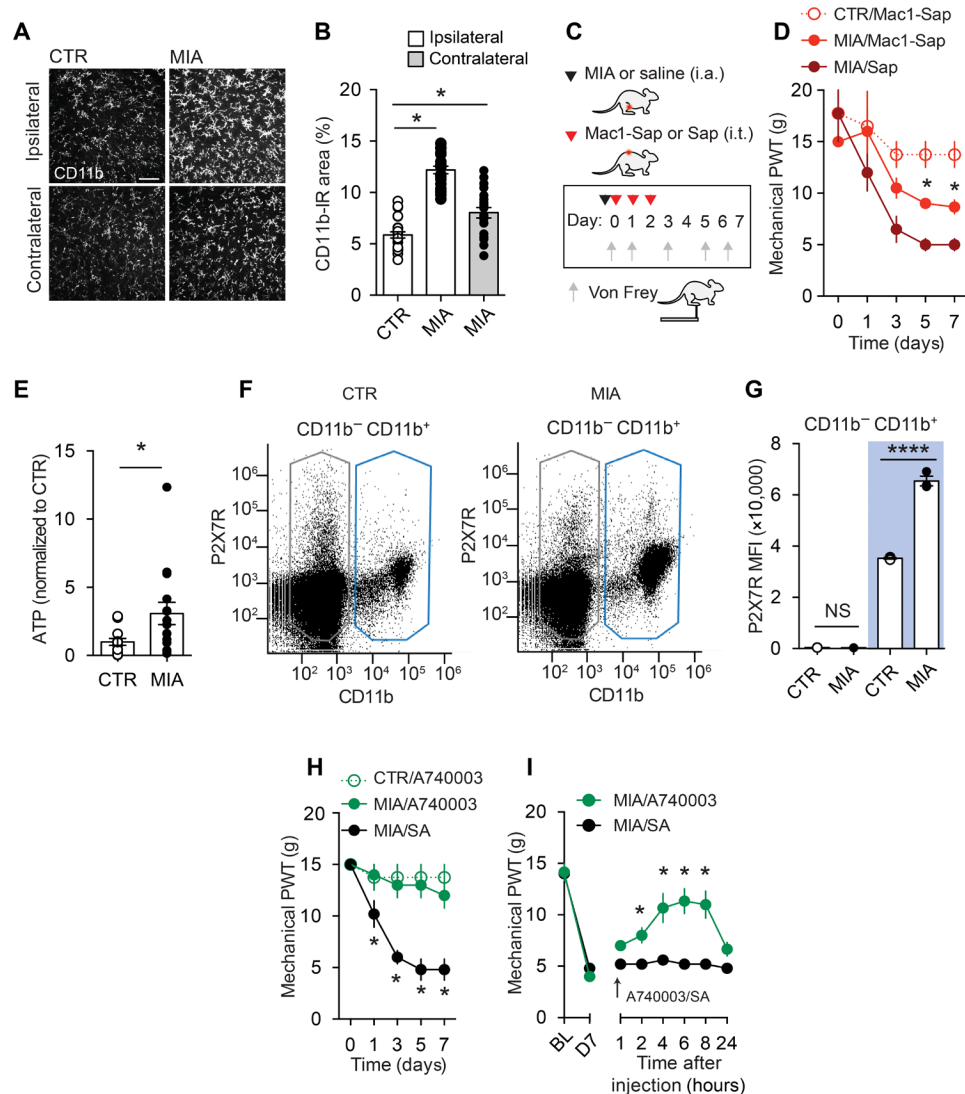 A
CTR
MIA
Ipsilateral
Contralateral
CD11b
B
Ipsilateral
Contralateral
CD11b-IR area (%)
20
15
10
5
0
*
*
CTR
MIA
MIA
C
MIA or saline (i.a.)
Mac1-Sap or Sap (i.t.)
Day: 0 1 2 3 5 6 7
Von Frey
D
CTR/Mac1-Sap
MIA/Mac1-Sap
MIA/Sap
Mechanical PWT (g)
20
15
10
5
0
* *
0 1 3 5 7
Time (days)
E
ATP (normalized to CTR)
15
10
5
0
*
CTR MIA
F
CTR
CD11b– CD11b+
P2X7R
10⁶
10⁵
10⁴
10³
10²
10² 10³ 10⁴ 10⁵ 10⁶
CD11b
MIA
CD11b– CD11b+
P2X7R
10⁶
10⁵
10⁴
10³
10²
10² 10³ 10⁴ 10⁵ 10⁶
CD11b
G
CD11b– CD11b+
P2X7R MFI (×10,000)
8
6
4
2
0
NS
****
CTR
MIA
CTR
MIA
H
CTR/A740003
MIA/A740003
MIA/SA
Mechanical PWT (g)
20
15
10
5
0
* * * *
0 1 3 5 7
Time (days)
I
MIA/A740003
MIA/SA
Mechanical PWT (g)
20
15
10
5
0
* * * *
A740003/SA
BL
D7
1 2 4 6 8 24
Time after
injection (hours)